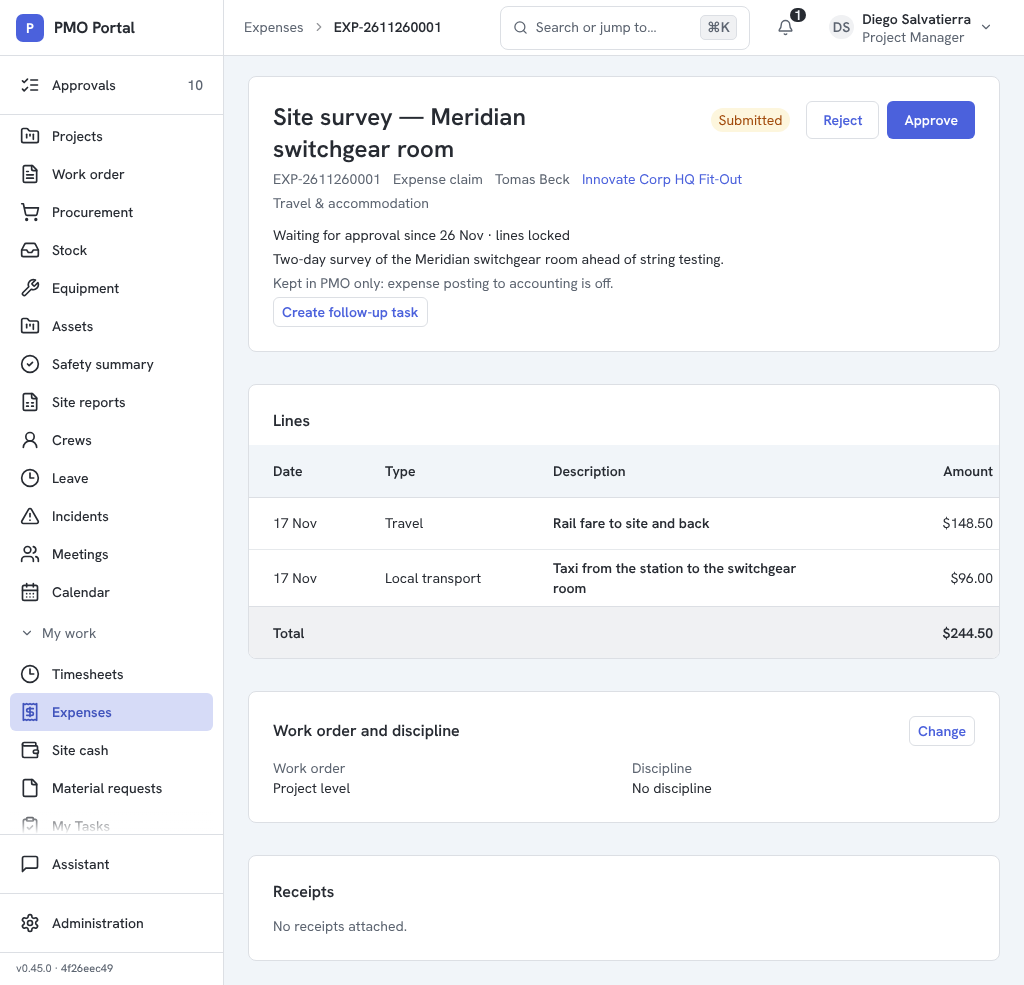 P PMO Portal
Approvals 10
Projects
Work order
Procurement
Stock
Equipment
Assets
Safety summary
Site reports
Crews
Leave
Incidents
Meetings
Calendar
My work
Timesheets
Expenses
Site cash
Material requests
My Tasks
Assistant
Administration
v0.45.0 · 4f26eec49
Expenses > EXP-2611260001
Search or jump to... ⌘K
1
DS Diego Salvatierra
Project Manager
Site survey — Meridian
switchgear room
Submitted Reject Approve
EXP-2611260001 Expense claim Tomas Beck Innovate Corp HQ Fit-Out
Travel & accommodation
Waiting for approval since 26 Nov · lines locked
Two-day survey of the Meridian switchgear room ahead of string testing.
Kept in PMO only: expense posting to accounting is off.
Create follow-up task
Lines
Date Type Description Amount
17 Nov Travel Rail fare to site and back $148.50
17 Nov Local transport Taxi from the station to the switchgear
room $96.00
Total $244.50
Work order and discipline Change
Work order Discipline
Project level No discipline
Receipts
No receipts attached.